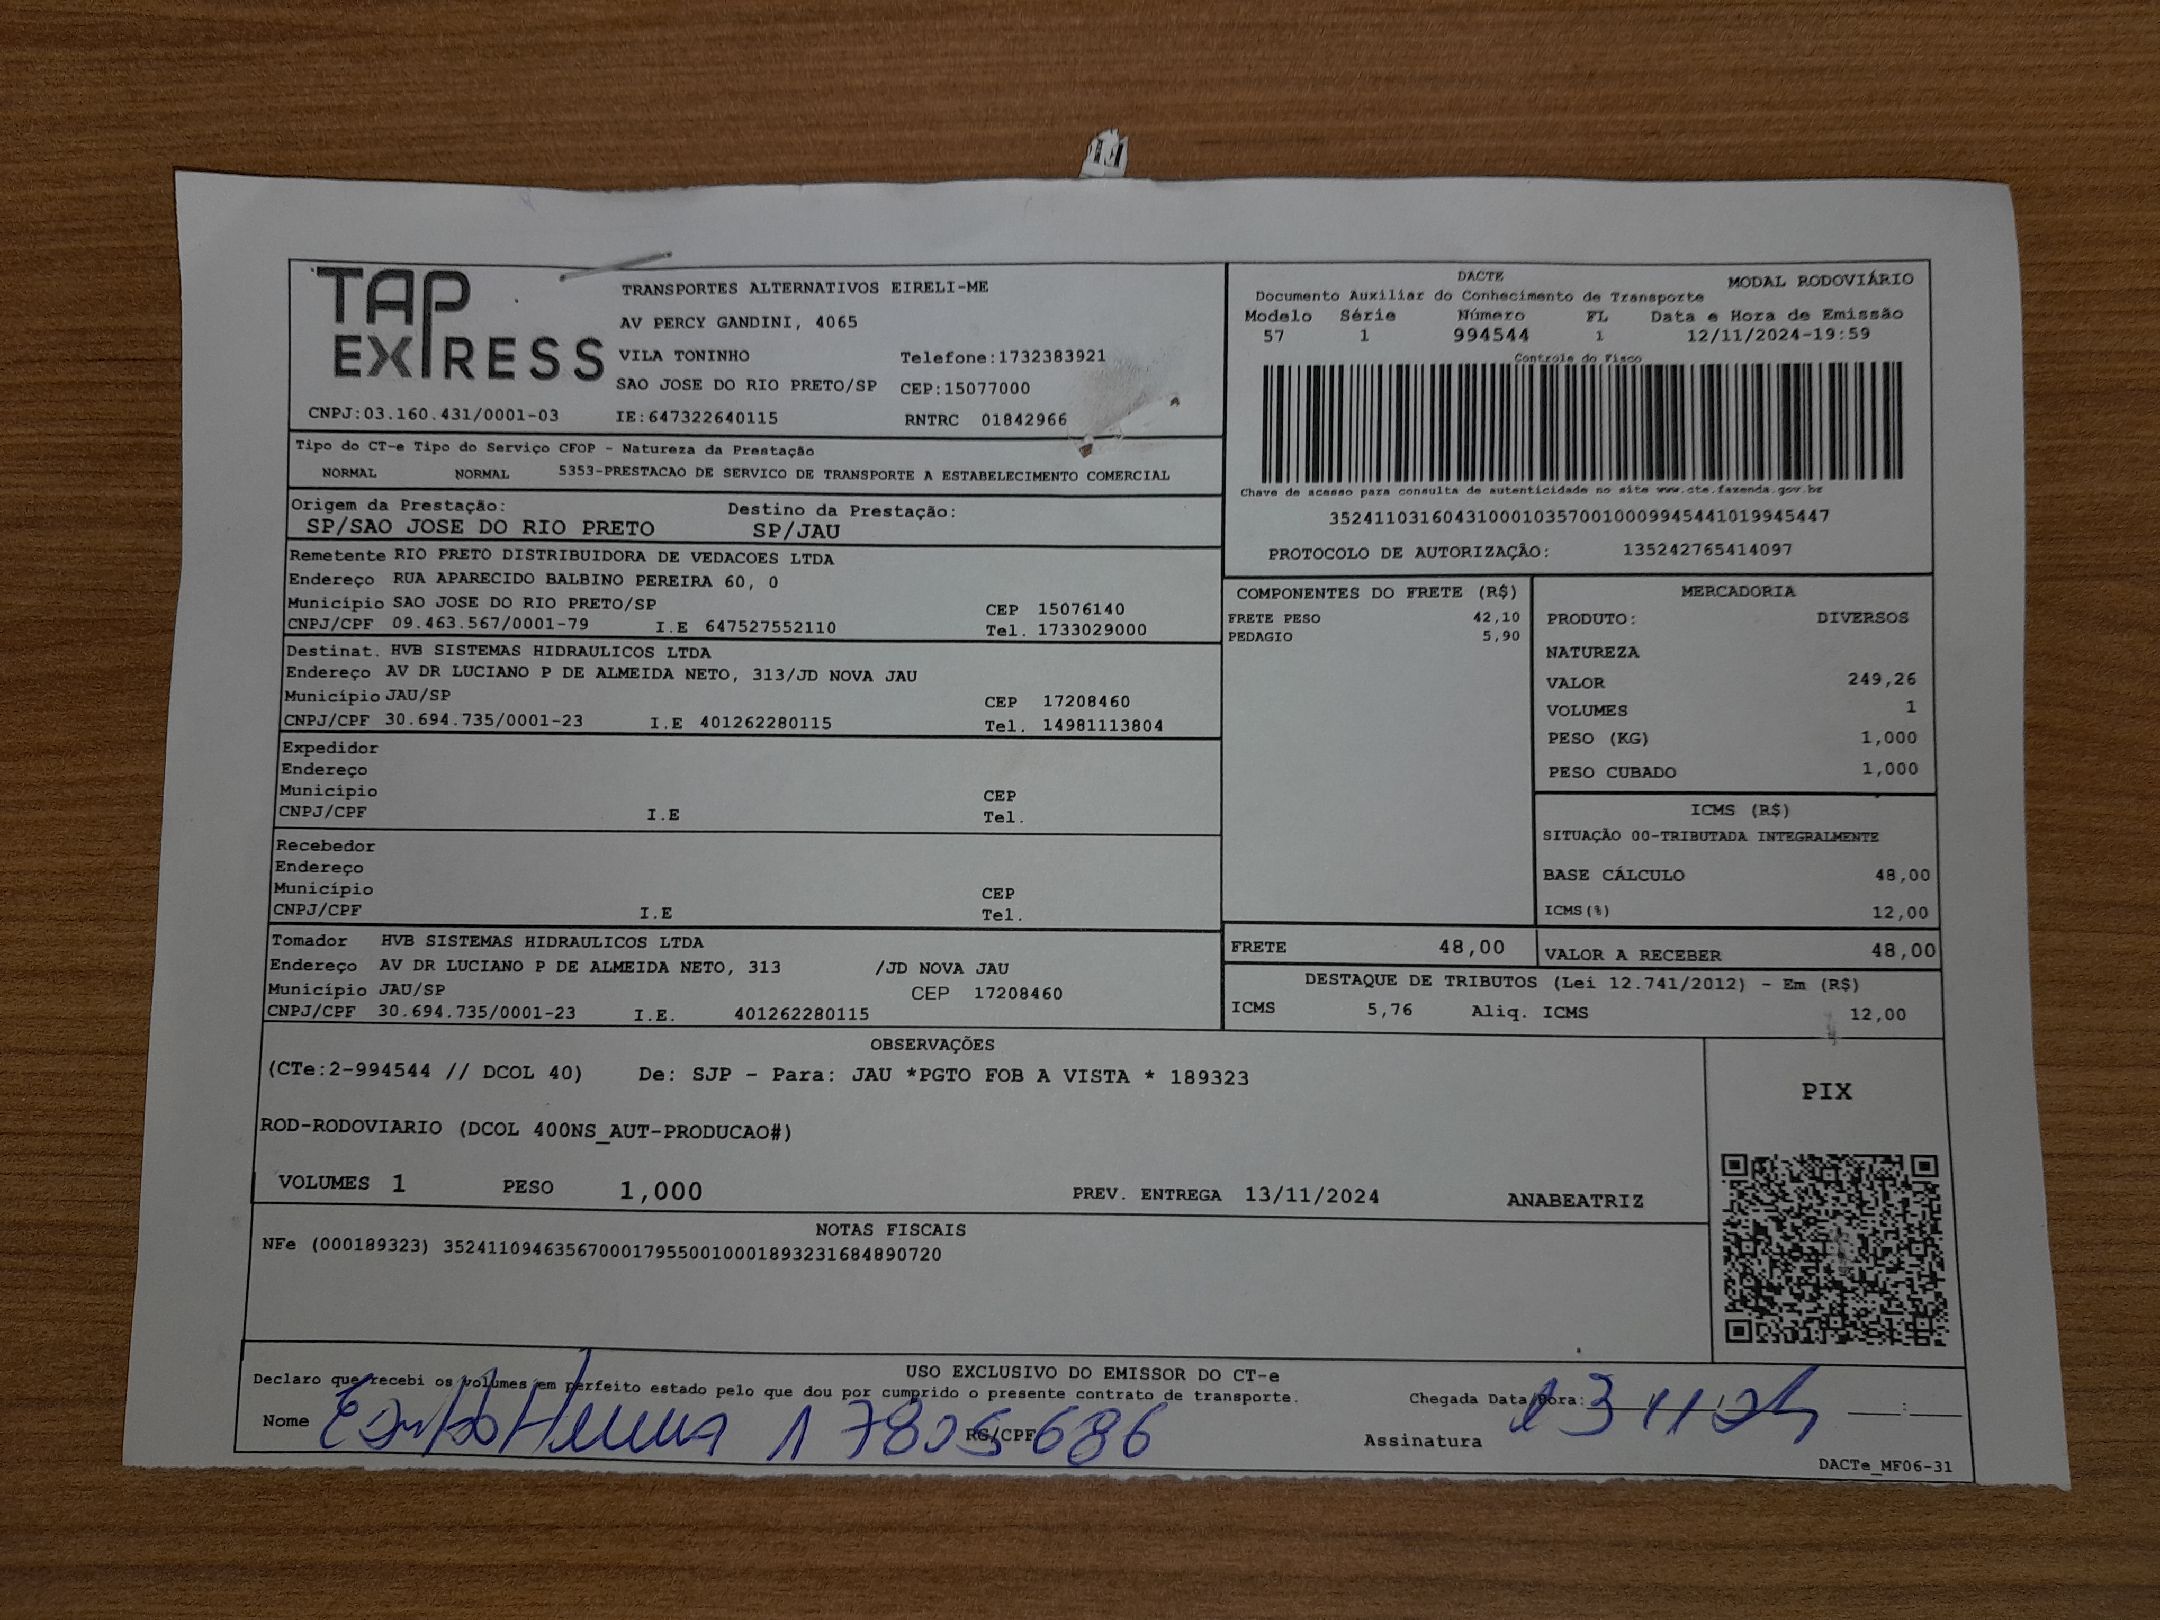 TAP EXPRESS
TRANSPORTES ALTERNATIVOS EIRELI-ME
AV PERCY GANDINI, 4065
VILA TONINHO Telefone:1732383921
SAO JOSE DO RIO PRETO/SP CEP:15077000
CNPJ:03.160.431/0001-03 IE:647322640115 RNTRC 01842966
DACTE MODAL RODOVIÁRIO
Documento Auxiliar do Conhecimento de Transporte
Modelo Série Número FL Data e Hora de Emissão
57 1 994544 1 12/11/2024-19:59
Controle do Fisco
Chave de acesso para consulta de autenticidade no site www.cte.fazenda.gov.br
35241103160431000103570010009945441019945447
PROTOCOLO DE AUTORIZAÇÃO: 135242765414097
Tipo do CT-e Tipo do Serviço CFOP - Natureza da Prestação
NORMAL NORMAL 5353-PRESTACAO DE SERVICO DE TRANSPORTE A ESTABELECIMENTO COMERCIAL
Origem da Prestação: Destino da Prestação:
SP/SAO JOSE DO RIO PRETO SP/JAU
Remetente RIO PRETO DISTRIBUIDORA DE VEDACOES LTDA
Endereço RUA APARECIDO BALBINO PEREIRA 60, 0
Município SAO JOSE DO RIO PRETO/SP CEP 15076140
CNPJ/CPF 09.463.567/0001-79 I.E 647527552110 Tel. 1733029000
Destinat. HVB SISTEMAS HIDRAULICOS LTDA
Endereço AV DR LUCIANO P DE ALMEIDA NETO, 313/JD NOVA JAU
Município JAU/SP CEP 17208460
CNPJ/CPF 30.694.735/0001-23 I.E 401262280115 Tel. 14981113804
Expedidor
Endereço
Município CEP
CNPJ/CPF I.E Tel.
Recebedor
Endereço
Município CEP
CNPJ/CPF I.E Tel.
Tomador HVB SISTEMAS HIDRAULICOS LTDA
Endereço AV DR LUCIANO P DE ALMEIDA NETO, 313 /JD NOVA JAU
Município JAU/SP CEP 17208460
CNPJ/CPF 30.694.735/0001-23 I.E. 401262280115
COMPONENTES DO FRETE (R$)
FRETE PESO 42,10
PEDAGIO 5,90
MERCADORIA
PRODUTO: DIVERSOS
NATUREZA
VALOR 249,26
VOLUMES 1
PESO (KG) 1,000
PESO CUBADO 1,000
ICMS (R$)
SITUAÇÃO 00-TRIBUTADA INTEGRALMENTE
BASE CÁLCULO 48,00
ICMS(%) 12,00
FRETE 48,00 VALOR A RECEBER 48,00
DESTAQUE DE TRIBUTOS (Lei 12.741/2012) - Em (R$)
ICMS 5,76 Aliq. ICMS 12,00
OBSERVAÇÕES
(CTe:2-994544 // DCOL 40) De: SJP - Para: JAU *PGTO FOB A VISTA * 189323
ROD-RODOVIARIO (DCOL 400NS_AUT-PRODUCAO#)
VOLUMES 1 PESO 1,000 PREV. ENTREGA 13/11/2024 ANABEATRIZ
PIX
NOTAS FISCAIS
NFe (000189323) 35241109463567000179550010001893231684890720
USO EXCLUSIVO DO EMISSOR DO CT-e
Declaro que recebi os volumes em perfeito estado pelo que dou por cumprido o presente contrato de transporte.
Chegada Data/Hora: 13 11 24 __:__
Nome RG/CPF Assinatura
DACTe_MF06-31